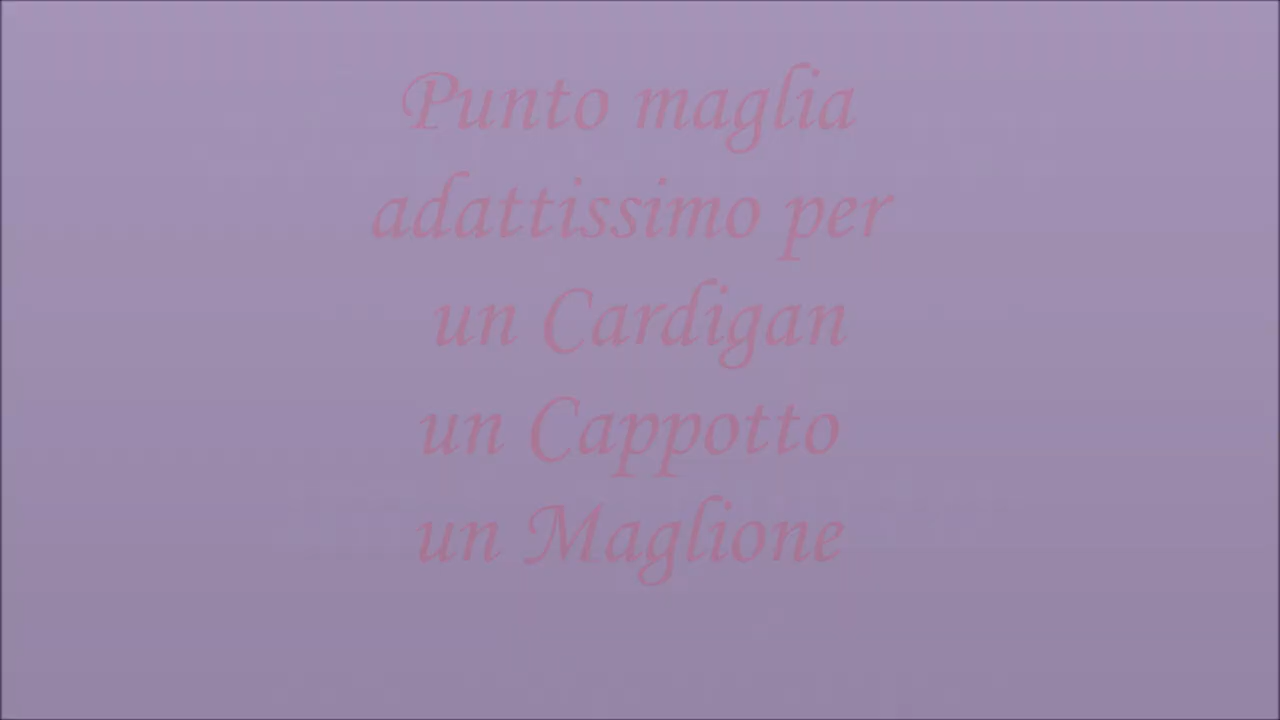 Punto maglia
adattissimo per
un Cardigan
un Cappotto
un Maglione